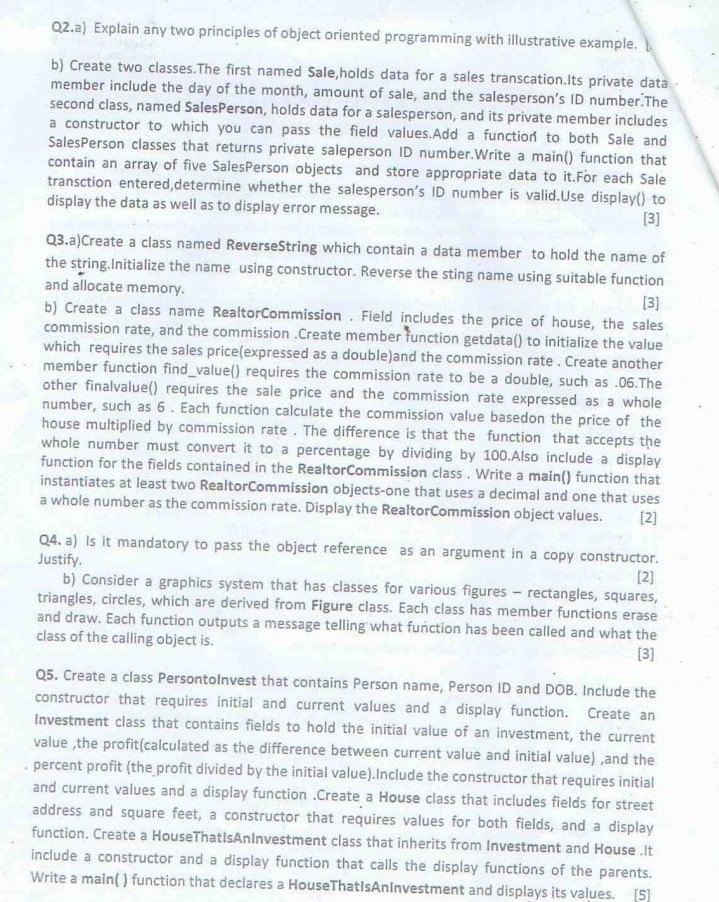 Q2.a) Explain any two principles of object oriented programming with illustrative example.
b) Create two classes.The first named Sale,holds data for a sales transcation.Its private data
member include the day of the month, amount of sale, and the salesperson's ID number.The
second class, named SalesPerson, holds data for a salesperson, and its private member includes
a constructor to which you can pass the field values.Add a function to both Sale and
SalesPerson classes that returns private saleperson ID number.Write a main() function that
contain an array of five SalesPerson objects and store appropriate data to it.For each Sale
transction entered,determine whether the salesperson's ID number is valid.Use display() to
display the data as well as to display error message. [3]
Q3.a)Create a class named ReverseString which contain a data member to hold the name of
the string.Initialize the name using constructor. Reverse the sting name using suitable function
and allocate memory. [3]
b) Create a class name RealtorCommission . Field includes the price of house, the sales
commission rate, and the commission .Create member function getdata() to initialize the value
which requires the sales price(expressed as a double)and the commission rate . Create another
member function find_value() requires the commission rate to be a double, such as .06.The
other finalvalue() requires the sale price and the commission rate expressed as a whole
number, such as 6 . Each function calculate the commission value basedon the price of the
house multiplied by commission rate . The difference is that the function that accepts the
whole number must convert it to a percentage by dividing by 100.Also include a display
function for the fields contained in the RealtorCommission class . Write a main() function that
instantiates at least two RealtorCommission objects-one that uses a decimal and one that uses
a whole number as the commission rate. Display the RealtorCommission object values. [2]
Q4. a) Is it mandatory to pass the object reference as an argument in a copy constructor.
Justify. [2]
b) Consider a graphics system that has classes for various figures – rectangles, squares,
triangles, circles, which are derived from Figure class. Each class has member functions erase
and draw. Each function outputs a message telling what function has been called and what the
class of the calling object is. [3]
Q5. Create a class PersontoInvest that contains Person name, Person ID and DOB. Include the
constructor that requires initial and current values and a display function. Create an
Investment class that contains fields to hold the initial value of an investment, the current
value ,the profit(calculated as the difference between current value and initial value) ,and the
percent profit (the profit divided by the initial value).Include the constructor that requires initial
and current values and a display function .Create a House class that includes fields for street
address and square feet, a constructor that requires values for both fields, and a display
function. Create a HouseThatIsAnInvestment class that inherits from Investment and House .It
include a constructor and a display function that calls the display functions of the parents.
Write a main( ) function that declares a HouseThatIsAnInvestment and displays its values. [5]